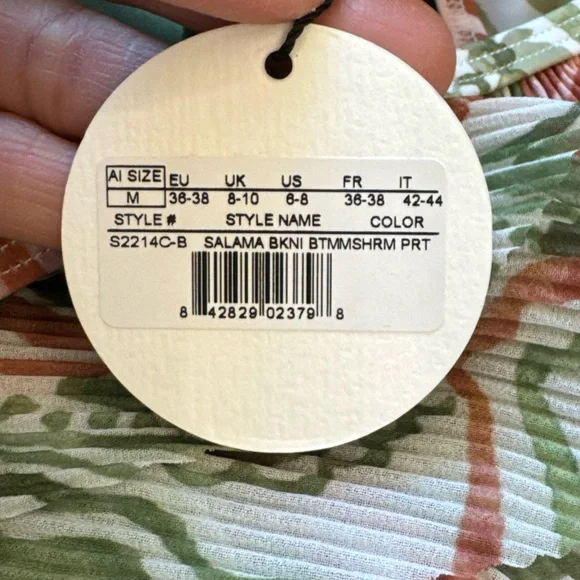 AI SIZE EU UK US FR IT
M 36-38 8-10 6-8 36-38 42-44
STYLE # STYLE NAME COLOR
S2214C-B SALAMA BKNI BTMMSHRM PRT
8 42829 02379 8